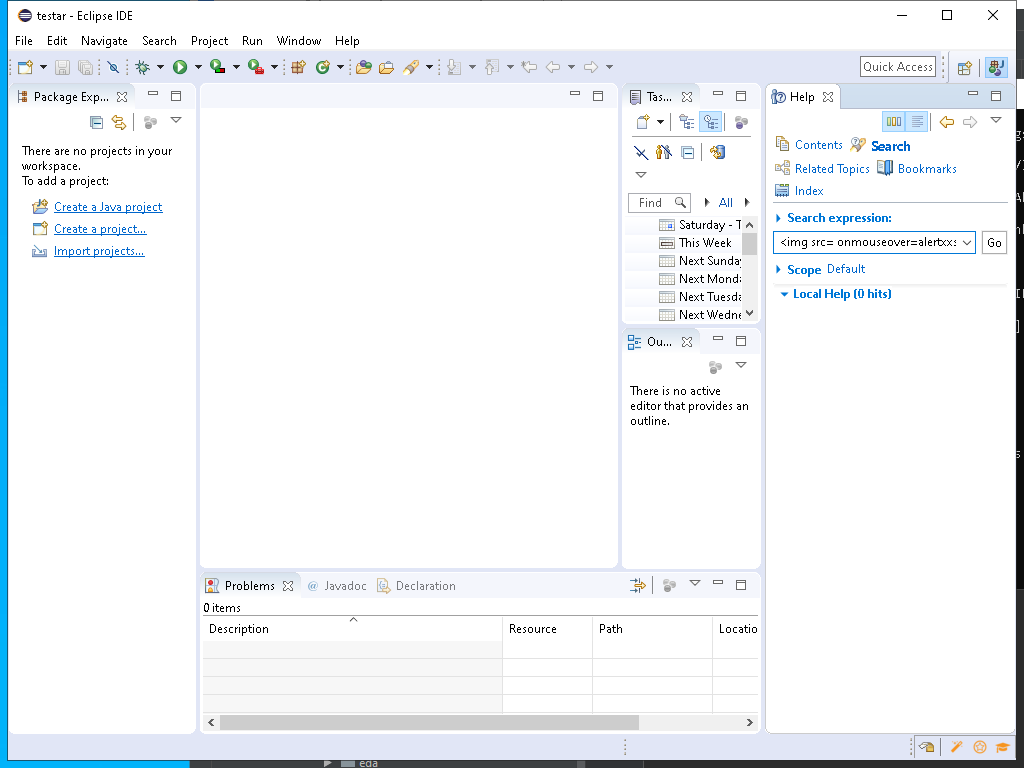 testar - Eclipse IDE
File Edit Navigate Search Project Run Window Help
Quick Access
Package Exp...
There are no projects in your
workspace.
To add a project:
Create a Java project
Create a project...
Import projects...
Tas...
Find
All
Saturday - T
This Week
Next Sunday
Next Monda
Next Tuesda
Next Wedne
Ou...
There is no active
editor that provides an
outline.
Help
Contents Search
Related Topics Bookmarks
Index
Search expression:
<img src= onmouseover=alertxxs
Go
Scope Default
Local Help (0 hits)
Problems @ Javadoc Declaration
0 items
Description Resource Path Locatio
eda